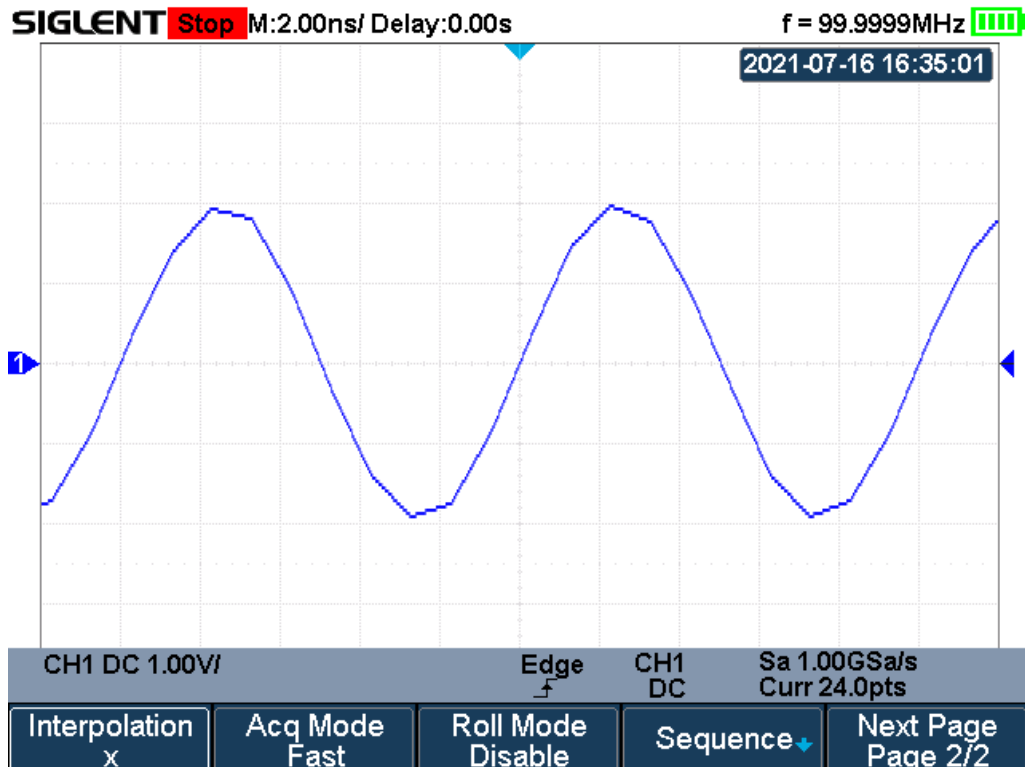 SIGLENT Stop M:2.00ns/ Delay:0.00s f = 99.9999MHz
2021-07-16 16:35:01
1
CH1 DC 1.00V/ Edge CH1 Sa 1.00GSa/s
DC Curr 24.0pts
Interpolation Acq Mode Roll Mode Sequence Next Page
x Fast Disable Page 2/2